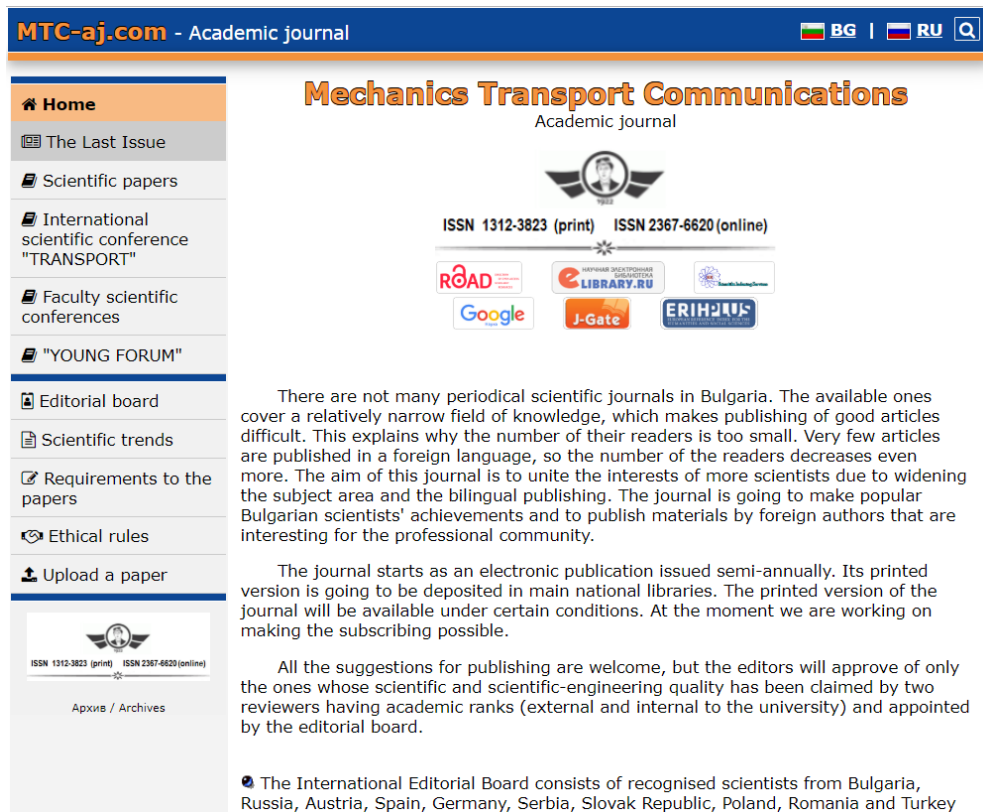 MTC-aj.com - Academic journal
BG | RU
Home
The Last Issue
Scientific papers
International
scientific conference
"TRANSPORT"
Faculty scientific
conferences
"YOUNG FORUM"
Editorial board
Scientific trends
Requirements to the
papers
Ethical rules
Upload a paper
ISSN 1312-3823 (print) ISSN 2367-6620 (online)
Архив / Archives
Mechanics Transport Communications
Academic journal
1922
ISSN 1312-3823 (print) ISSN 2367-6620 (online)
ROAD
НАУЧНАЯ ЭЛЕКТРОННАЯ
БИБЛИОТЕКА
eLIBRARY.RU
Scientific Indexing Services
Google
J-Gate
ERIHPLUS
There are not many periodical scientific journals in Bulgaria. The available ones
cover a relatively narrow field of knowledge, which makes publishing of good articles
difficult. This explains why the number of their readers is too small. Very few articles
are published in a foreign language, so the number of the readers decreases even
more. The aim of this journal is to unite the interests of more scientists due to widening
the subject area and the bilingual publishing. The journal is going to make popular
Bulgarian scientists' achievements and to publish materials by foreign authors that are
interesting for the professional community.
The journal starts as an electronic publication issued semi-annually. Its printed
version is going to be deposited in main national libraries. The printed version of the
journal will be available under certain conditions. At the moment we are working on
making the subscribing possible.
All the suggestions for publishing are welcome, but the editors will approve of only
the ones whose scientific and scientific-engineering quality has been claimed by two
reviewers having academic ranks (external and internal to the university) and appointed
by the editorial board.
The International Editorial Board consists of recognised scientists from Bulgaria,
Russia, Austria, Spain, Germany, Serbia, Slovak Republic, Poland, Romania and Turkey